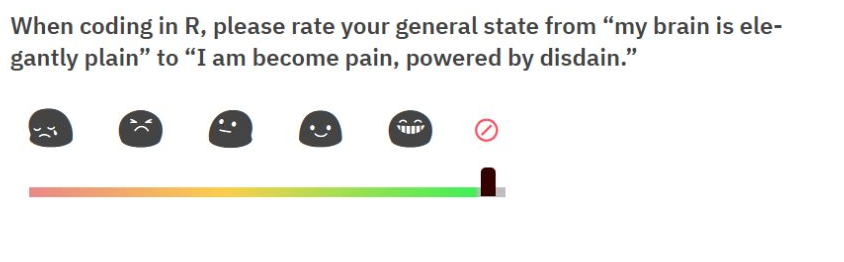 When coding in R, please rate your general state from “my brain is ele-
gantly plain” to “I am become pain, powered by disdain.”